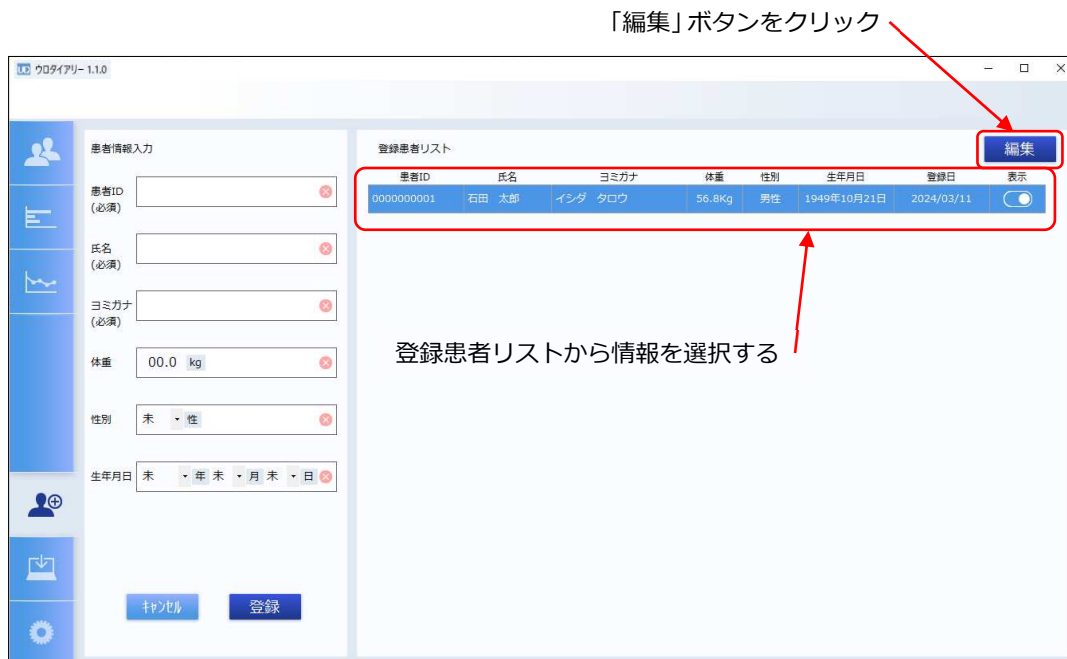 「編集」ボタンをクリック
ウロダイアリー 1.1.0
患者情報入力
患者ID
(必須)
氏名
(必須)
ヨミガナ
(必須)
体重 00.0 kg
性別 未 性
生年月日 未 年 未 月 未 日
キャンセル 登録
登録患者リスト 編集
患者ID 氏名 ヨミガナ 体重 性別 生年月日 登録日 表示
0000000001 石田 太郎 イシダ タロウ 56.8Kg 男性 1949年10月21日 2024/03/11
登録患者リストから情報を選択する